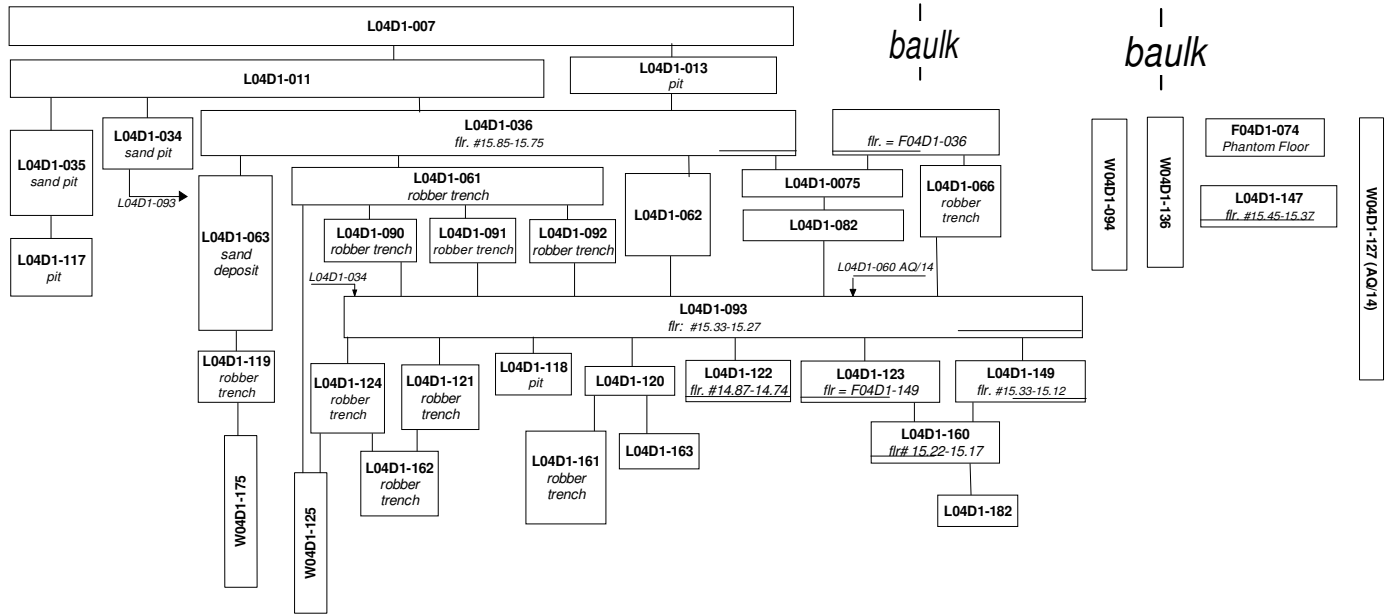 L04D1-007
baulk
baulk
L04D1-011
L04D1-013
pit
L04D1-035
sand pit
L04D1-034
sand pit
L04D1-036
flr. #15.85-15.75
flr. = F04D1-036
W04D1-094
W04D1-136
F04D1-074
Phantom Floor
W04D1-127 (AQ/14)
L04D1-093
L04D1-063
sand
deposit
L04D1-061
robber trench
L04D1-062
L04D1-0075
L04D1-066
robber
trench
L04D1-147
flr. #15.45-15.37
L04D1-117
pit
L04D1-090
robber trench
L04D1-091
robber trench
L04D1-092
robber trench
L04D1-082
L04D1-034
L04D1-060 AQ/14
L04D1-093
flr: #15.33-15.27
L04D1-119
robber
trench
L04D1-124
robber
trench
L04D1-121
robber
trench
L04D1-118
pit
L04D1-120
L04D1-122
flr. #14.87-14.74
L04D1-123
flr = F04D1-149
L04D1-149
flr. #15.33-15.12
W04D1-175
W04D1-125
L04D1-162
robber
trench
L04D1-161
robber
trench
L04D1-163
L04D1-160
flr# 15.22-15.17
L04D1-182